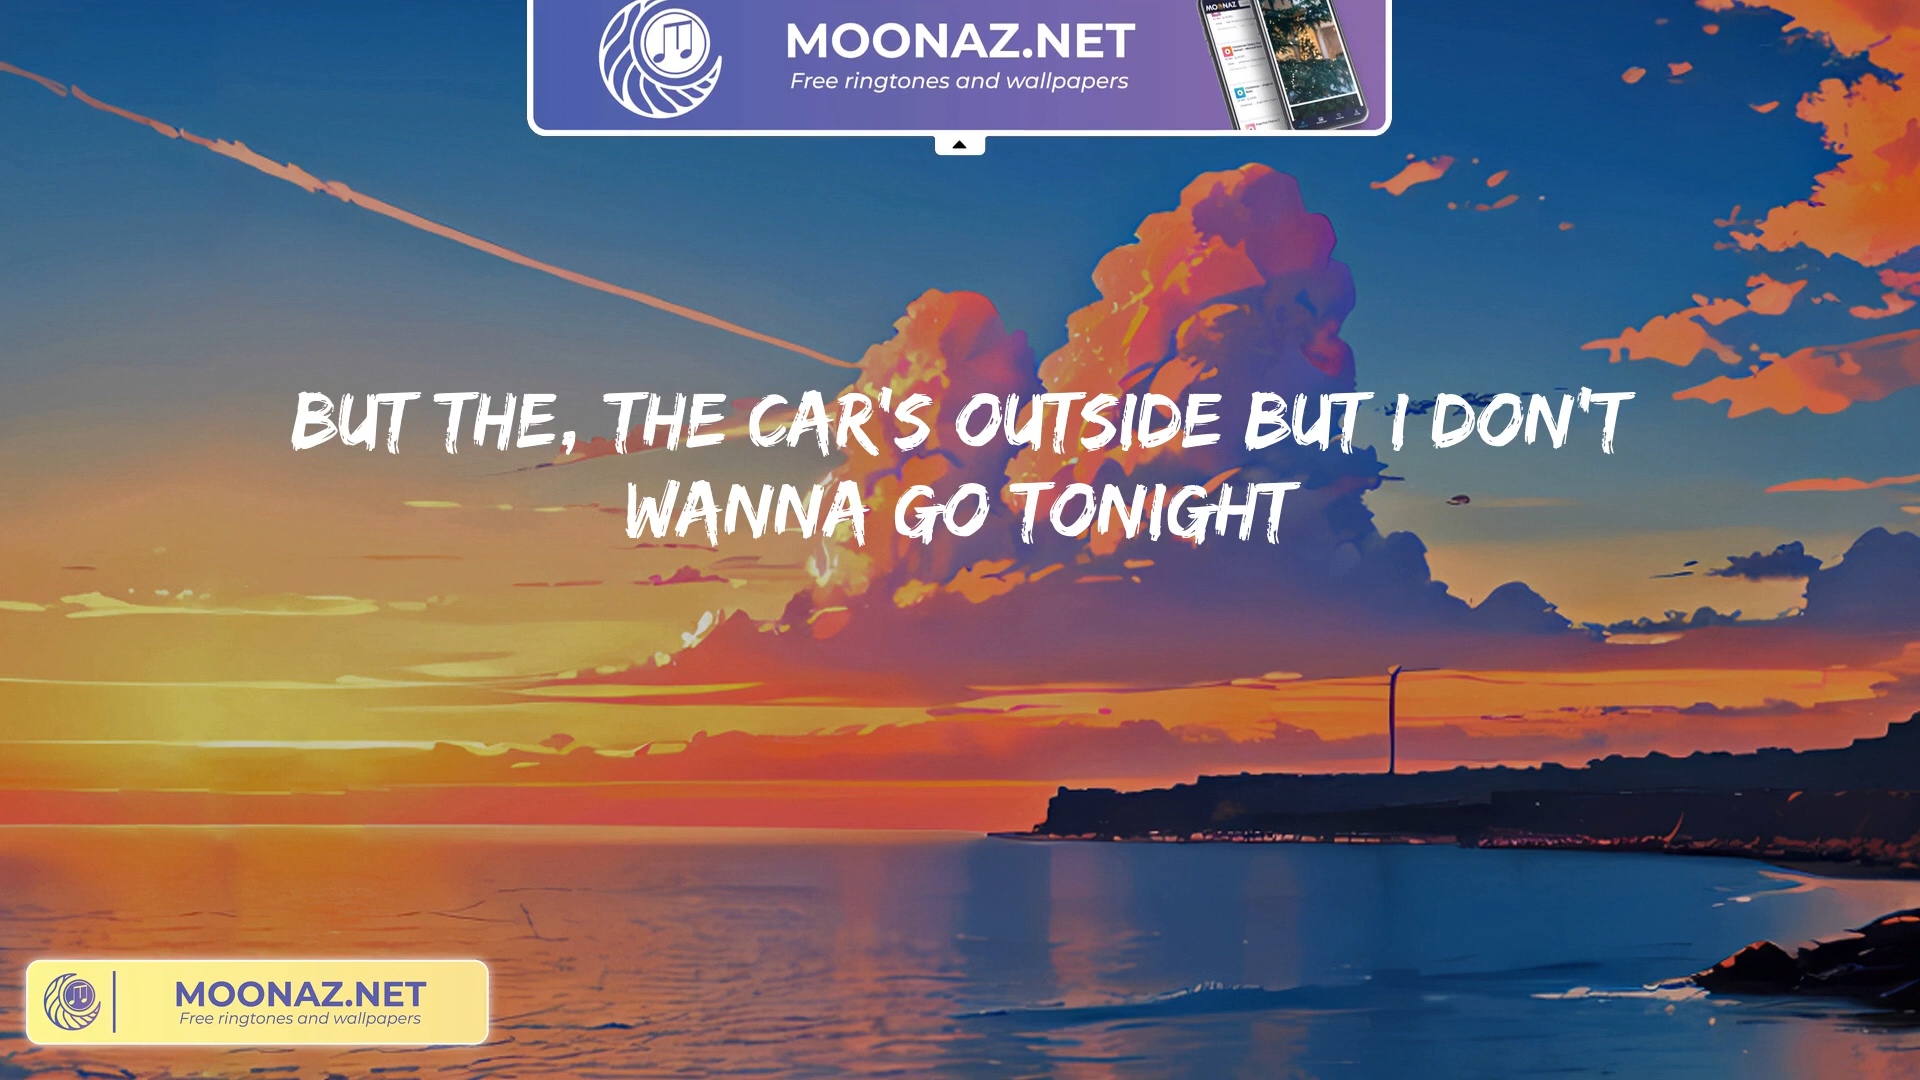 MOONAZ.NET
Free ringtones and wallpapers
BUT THE, THE CAR'S OUTSIDE BUT I DON'T
WANNA GO TONIGHT
MOONAZ.NET
Free ringtones and wallpapers